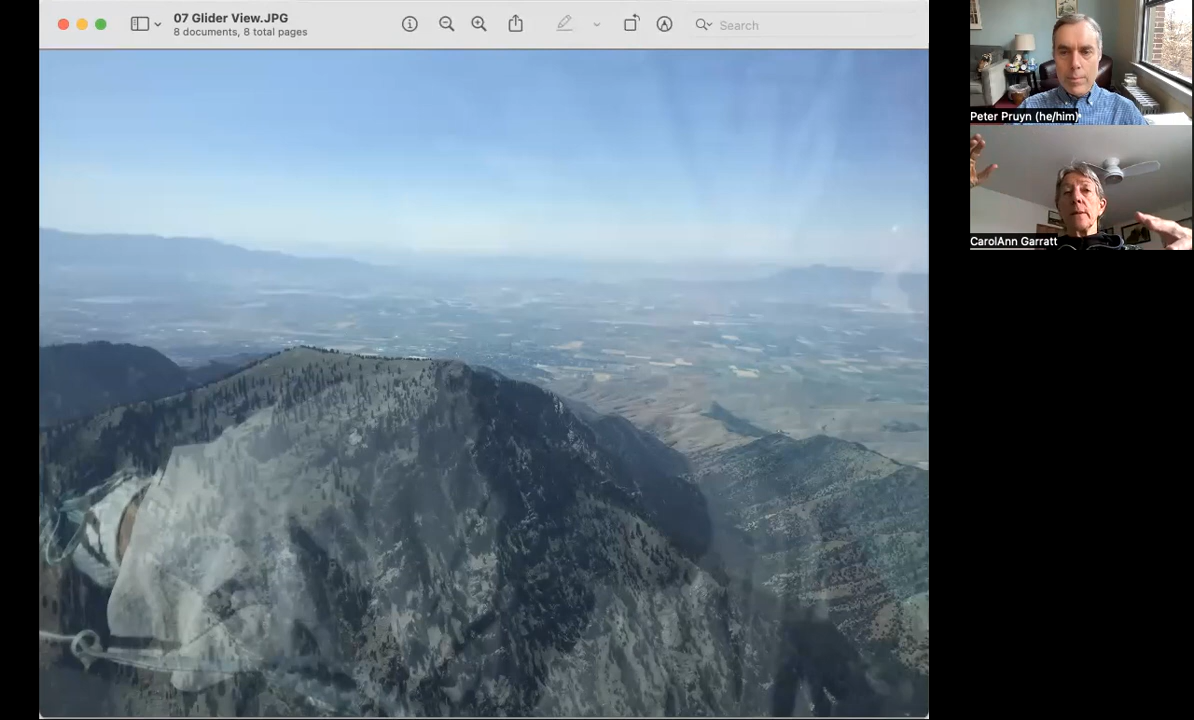 07 Glider View.JPG
8 documents, 8 total pages
Search
Peter Pruyn (he/him)
CarolAnn Garratt